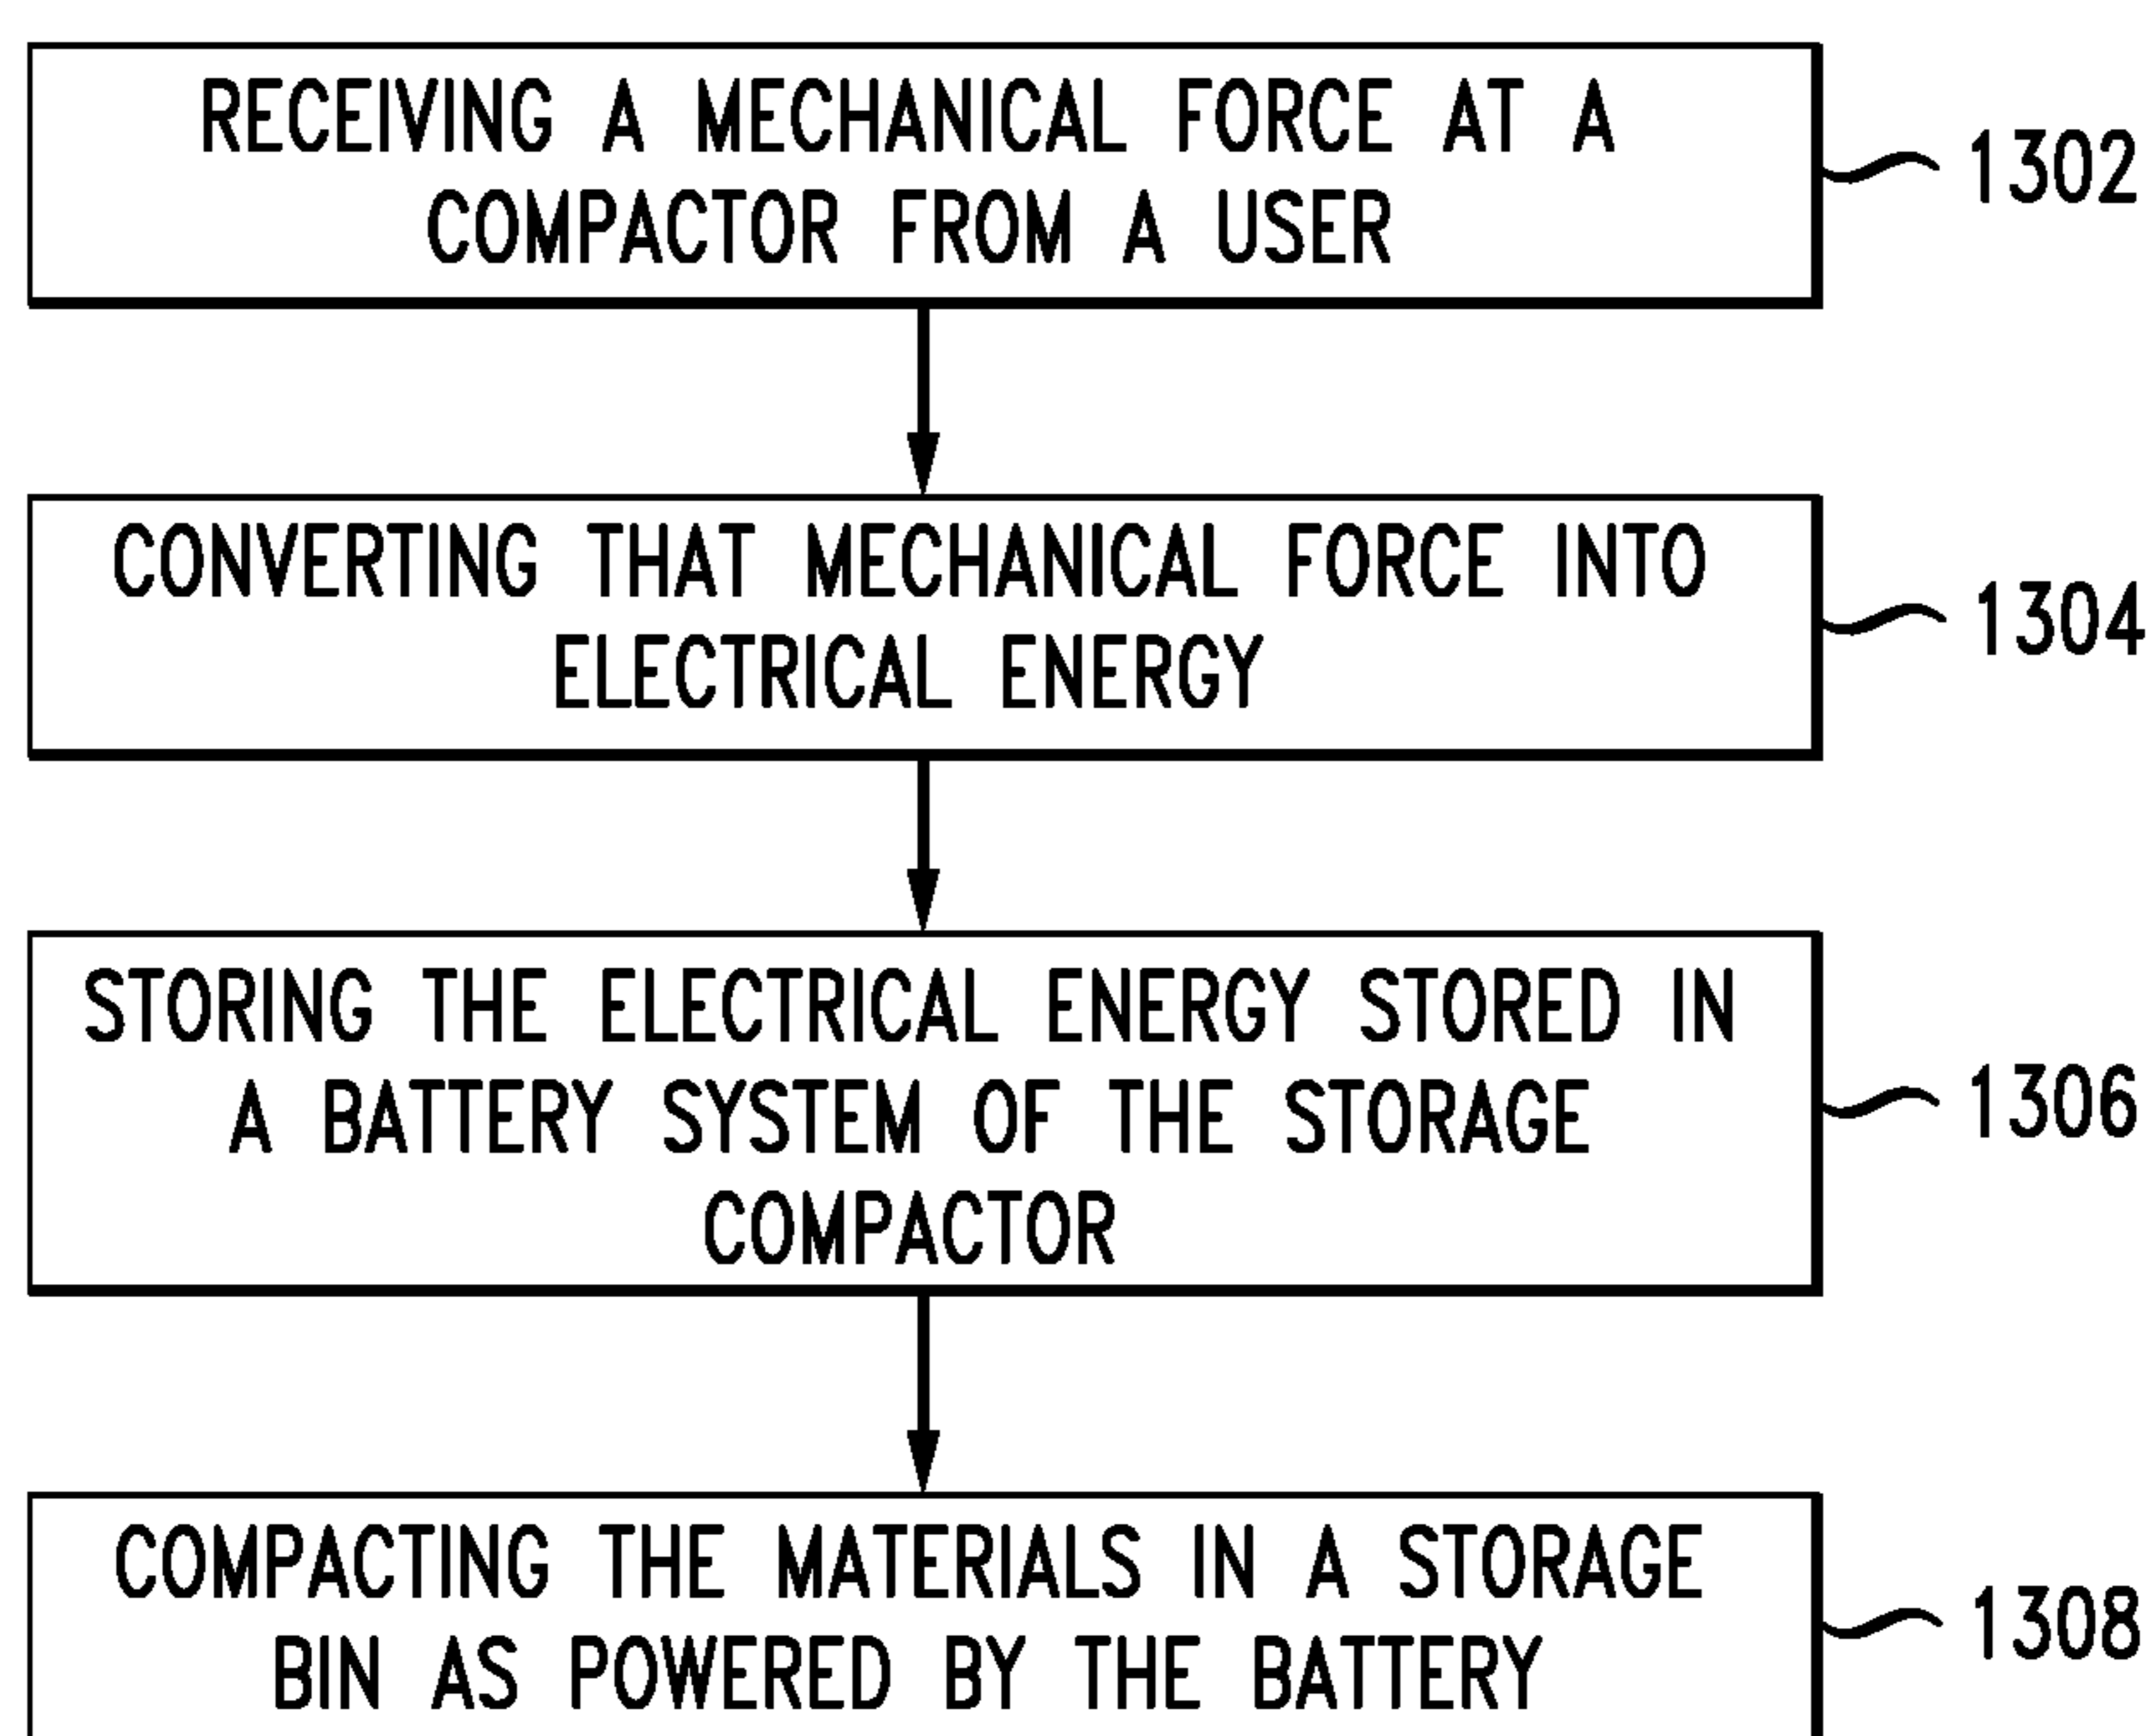 RECEIVING A MECHANICAL FORCE AT A
COMPACTOR FROM A USER
1302
CONVERTING THAT MECHANICAL FORCE INTO
ELECTRICAL ENERGY
1304
STORING THE ELECTRICAL ENERGY STORED IN
A BATTERY SYSTEM OF THE STORAGE
COMPACTOR
1306
COMPACTING THE MATERIALS IN A STORAGE
BIN AS POWERED BY THE BATTERY
1308